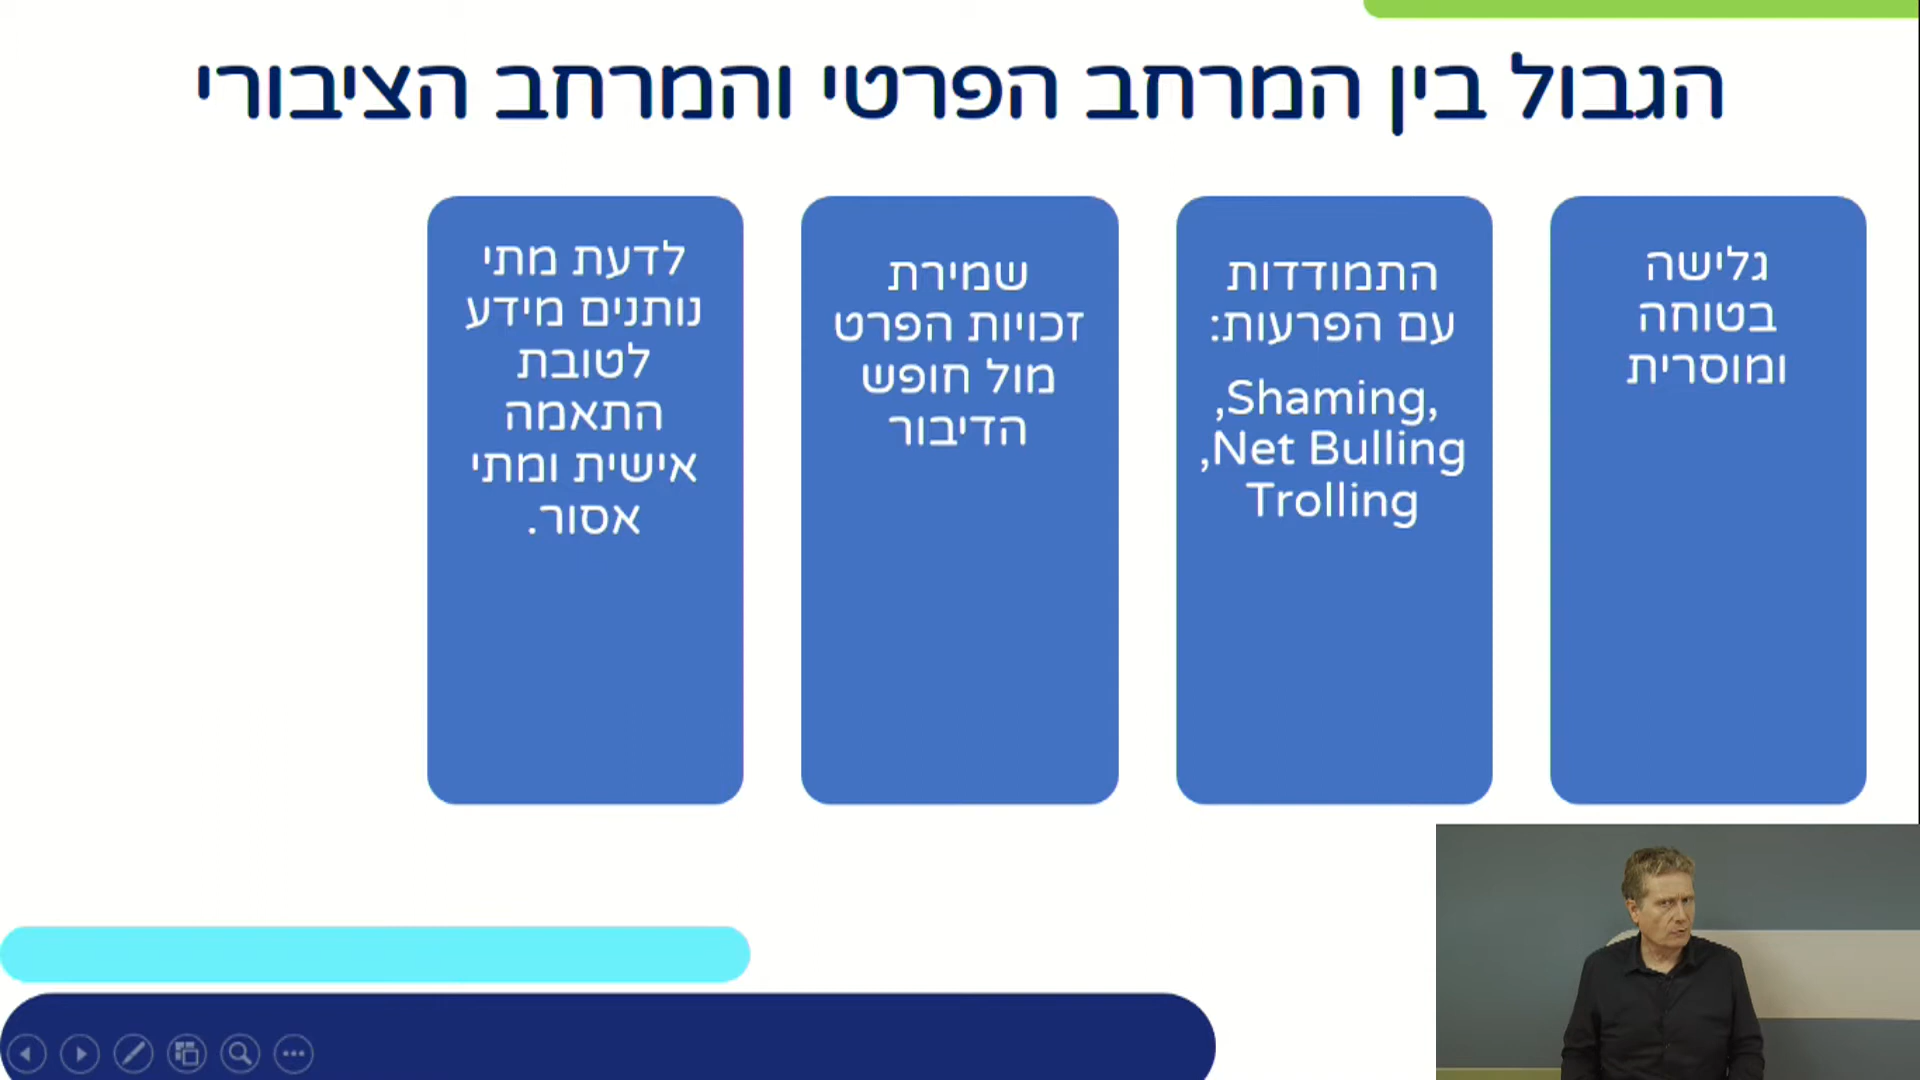 הגבול בין המרחב הפרטי והמרחב הציבורי
גלישה
בטוחה
ומוסרית
התמודדות
עם הפרעות:
,Shaming,
,Net Bulling
Trolling
שמירת
זכויות הפרט
מול חופש
הדיבור
לדעת מתי
נותנים מידע
לטובת
התאמה
אישית ומתי
אסור.